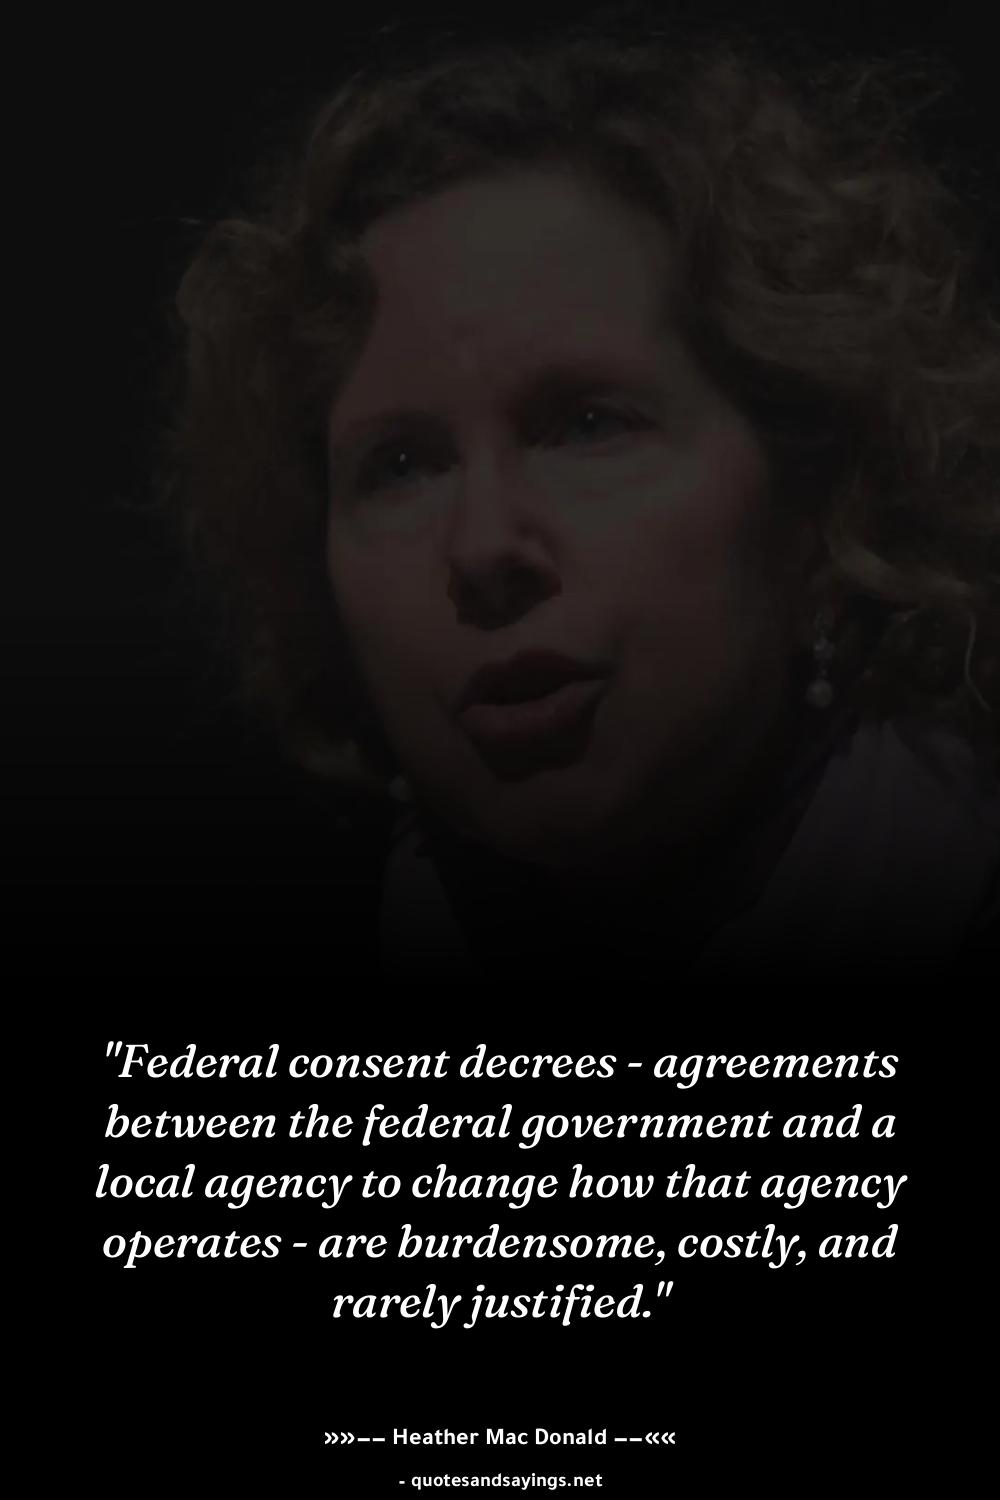 "Federal consent decrees - agreements
between the federal government and a
local agency to change how that agency
operates - are burdensome, costly, and
rarely justified."
»»–– Heather Mac Donald ––««
- quotesandsayings.net